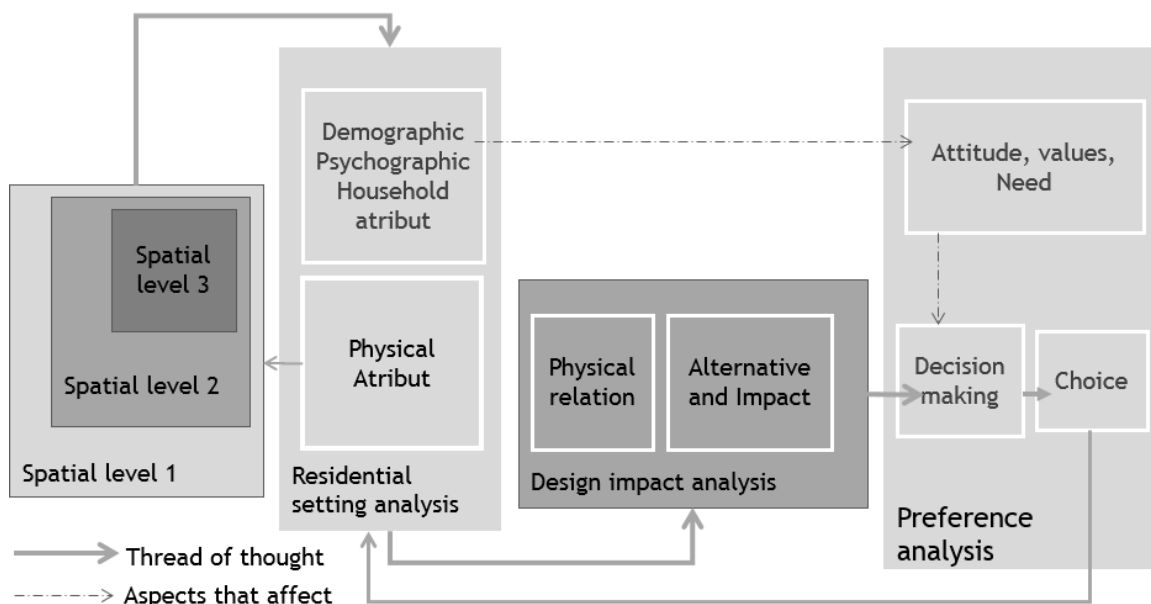 Demographic
Psychographic
Household
atribut
Attitude, values,
Need
Spatial
level 3
Spatial level 2
Spatial level 1
Physical
Atribut
Residential
setting analysis
Physical
relation
Alternative
and Impact
Design impact analysis
Decision
making
Choice
Preference
analysis
Thread of thought
Aspects that affect